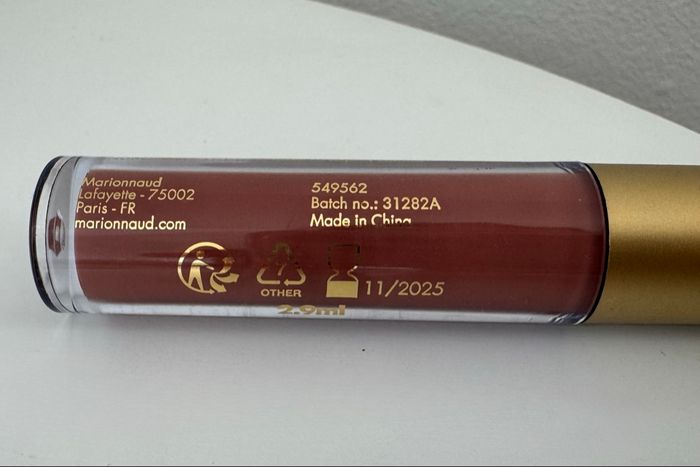 Marionnaud
Lafayette - 75002
Paris - FR
marionnaud.com
549562
Batch no.: 31282A
Made in China
OTHER
11/2025
2.9ml